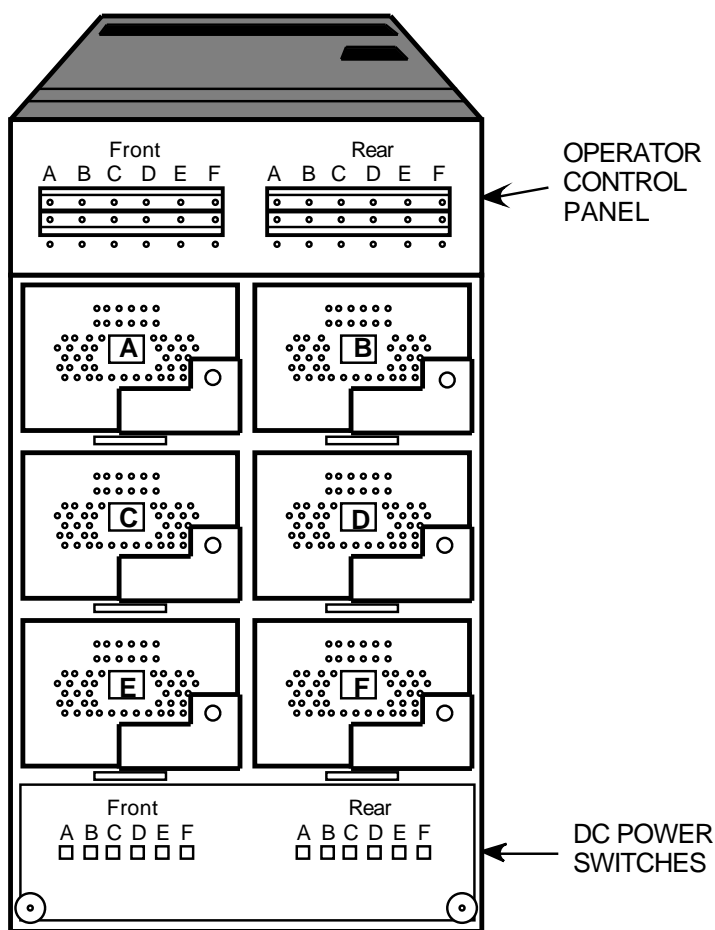 Front Rear
A B C D E F A B C D E F
OPERATOR
CONTROL
PANEL
A B
C D
E F
Front Rear
A B C D E F A B C D E F
DC POWER
SWITCHES